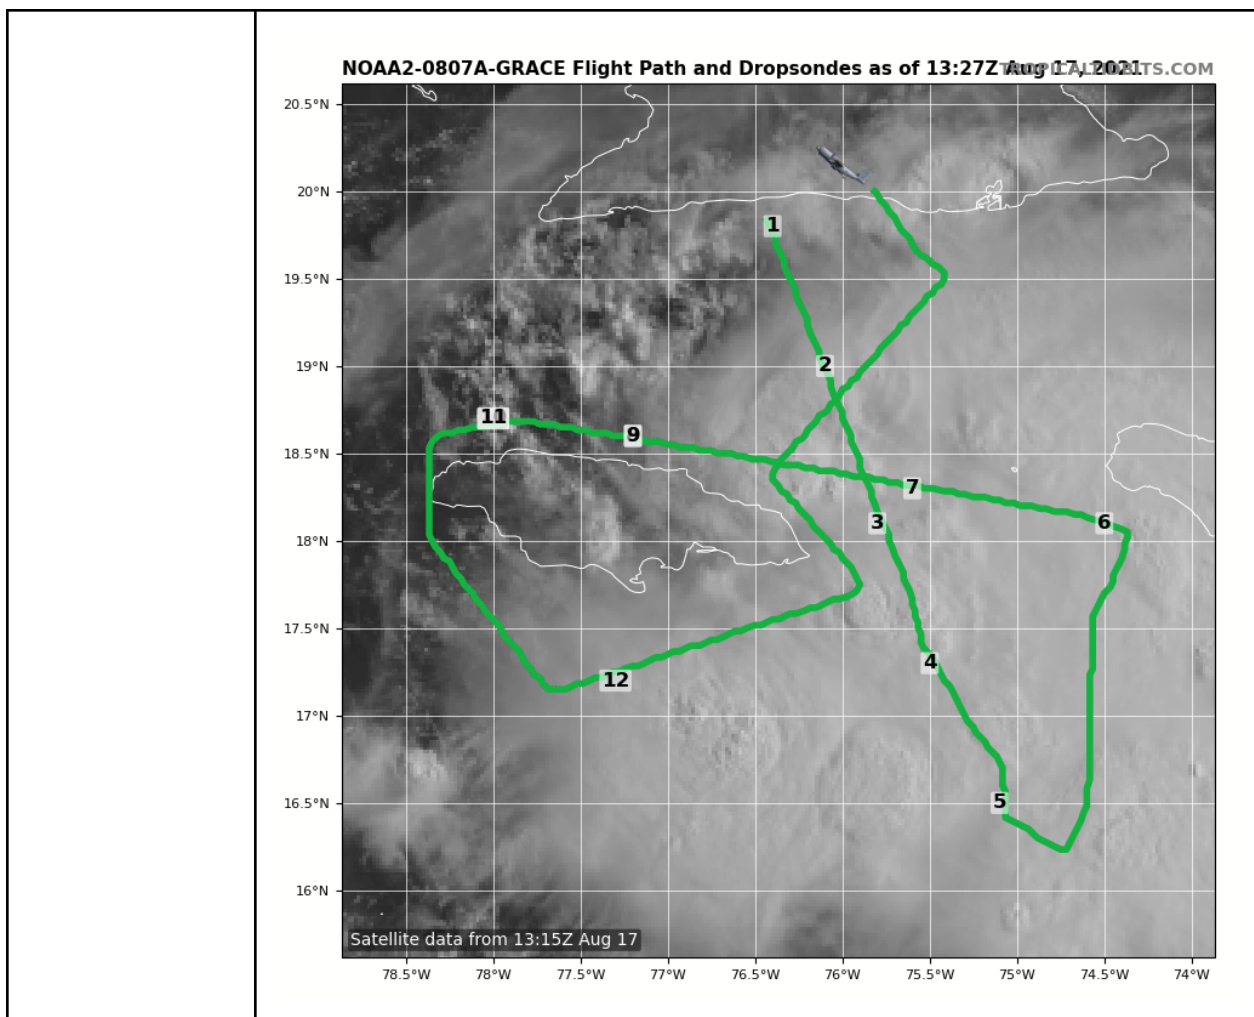 NOAA2-0807A-GRACE Flight Path and Dropsondes as of 13:27Z Aug 17, 2021
TROPICALTIDBITS.COM
20.5°N
20°N
1
19.5°N
2
19°N
11
9
18.5°N
7
3
6
18°N
17.5°N
4
12
17°N
5
16.5°N
16°N
Satellite data from 13:15Z Aug 17
78.5°W 78°W 77.5°W 77°W 76.5°W 76°W 75.5°W 75°W 74.5°W 74°W